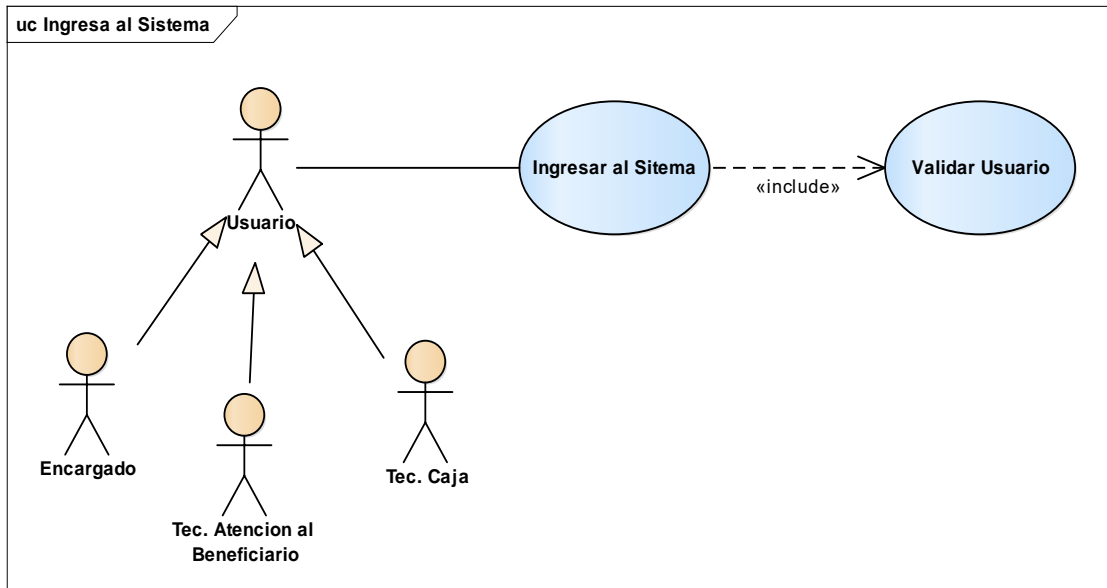 uc Ingresa al Sistema
Usuario
Ingresar al Sitema
«include»
Validar Usuario
Encargado
Tec. Atencion al
Beneficiario
Tec. Caja